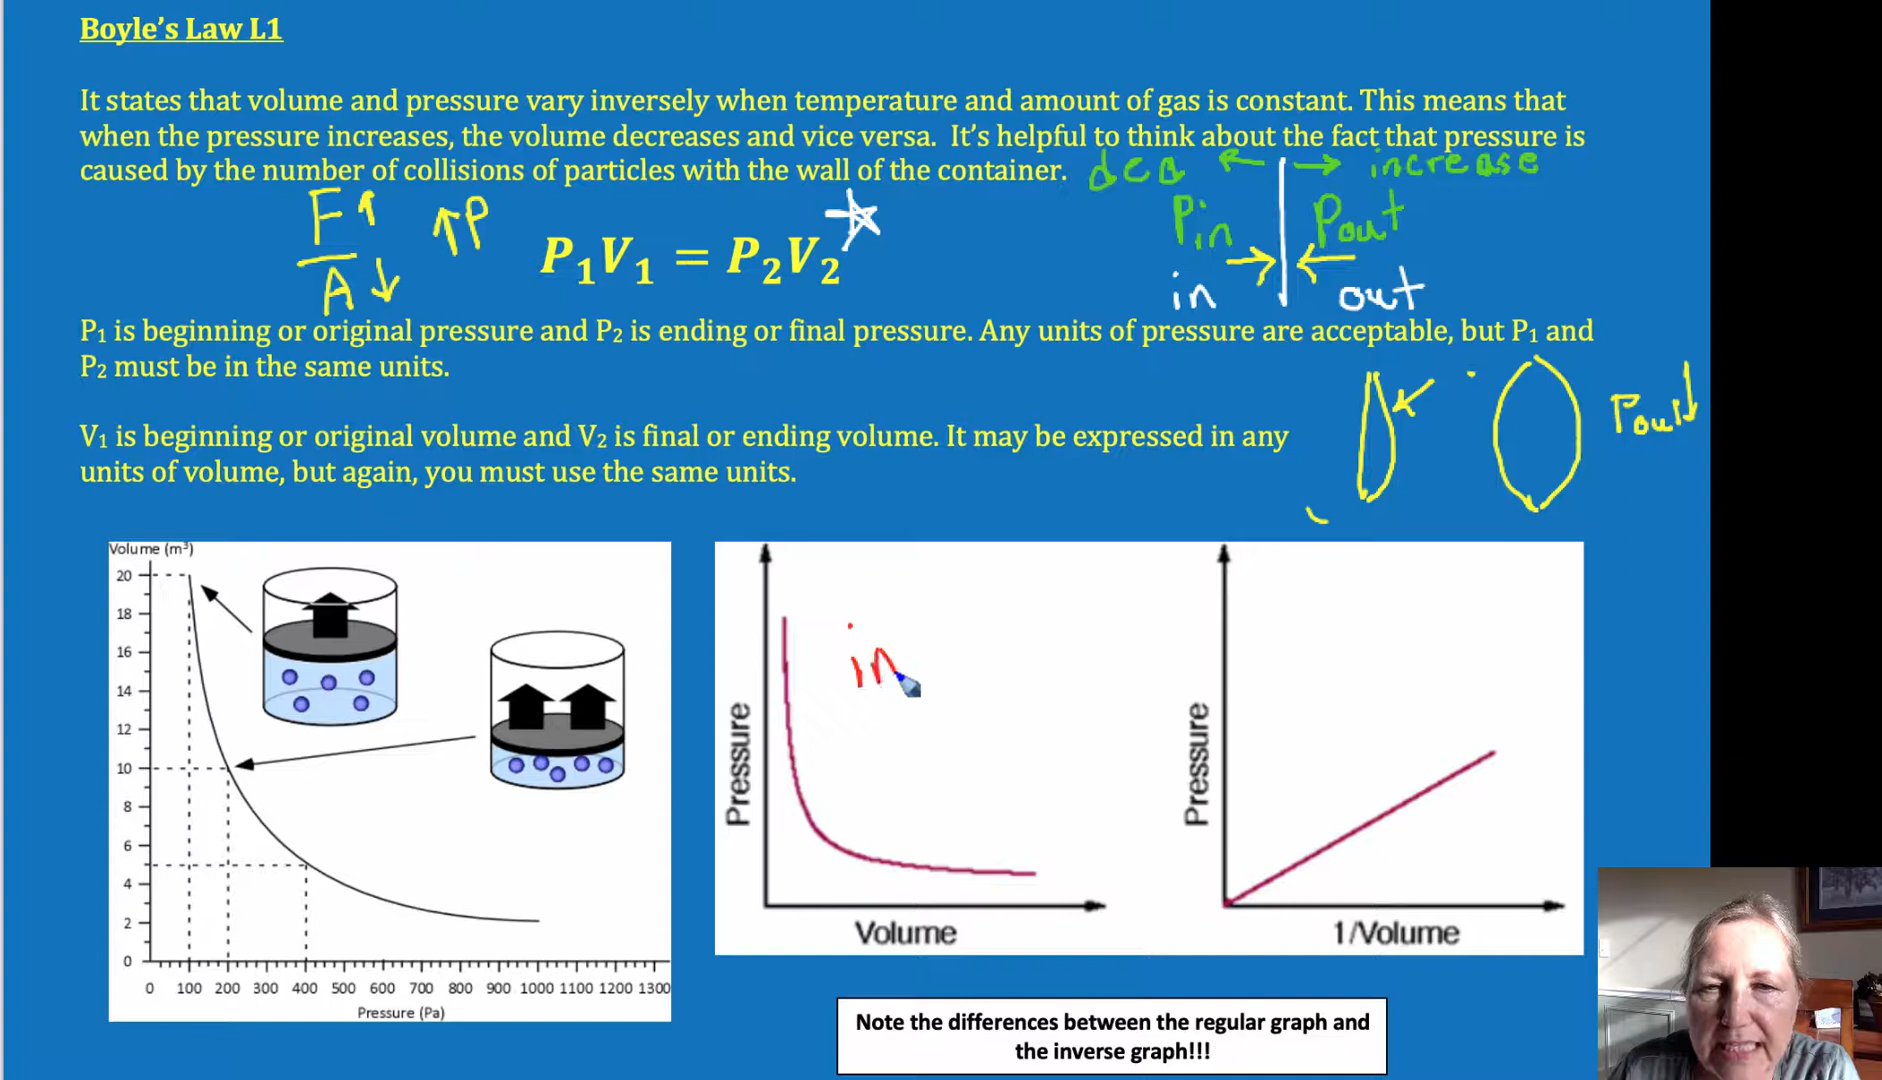 Boyle's Law L1
It states that volume and pressure vary inversely when temperature and amount of gas is constant. This means that
when the pressure increases, the volume decreases and vice versa. It's helpful to think about the fact that pressure is
caused by the number of collisions of particles with the wall of the container.
← → increase
F↑ ↑P
A↓
P₁V₁ = P₂V₂
Pin Pout
in out
P₁ is beginning or original pressure and P₂ is ending or final pressure. Any units of pressure are acceptable, but P₁ and
P₂ must be in the same units.
Pout↓
V₁ is beginning or original volume and V₂ is final or ending volume. It may be expressed in any
units of volume, but again, you must use the same units.
Volume (m³)
20
18
16
14
12
10
8
6
4
2
0
0 100 200 300 400 500 600 700 800 900 1000 1100 1200 1300
Pressure (Pa)
in
Pressure
Volume
Pressure
1/Volume
Note the differences between the regular graph and
the inverse graph!!!